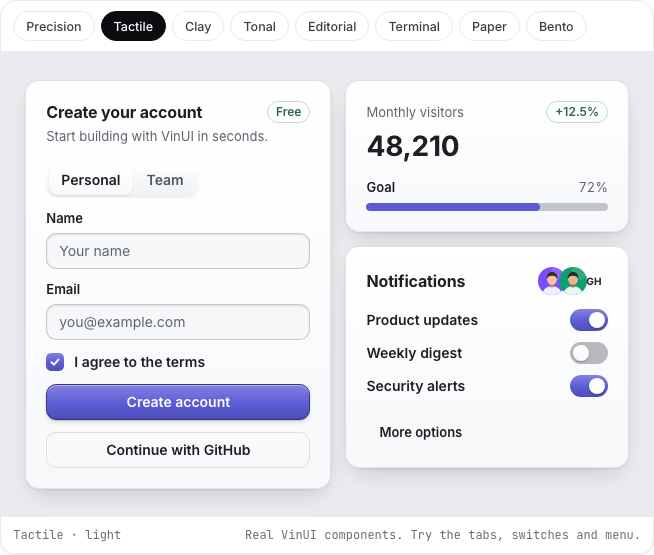 Precision Tactile Clay Tonal Editorial Terminal Paper Bento
Create your account Free
Start building with VinUI in seconds.
Personal Team
Name
Your name
Email
you@example.com
I agree to the terms
Create account
Continue with GitHub
Monthly visitors +12.5%
48,210
Goal 72%
Notifications GH
Product updates
Weekly digest
Security alerts
More options
Tactile · light Real VinUI components. Try the tabs, switches and menu.